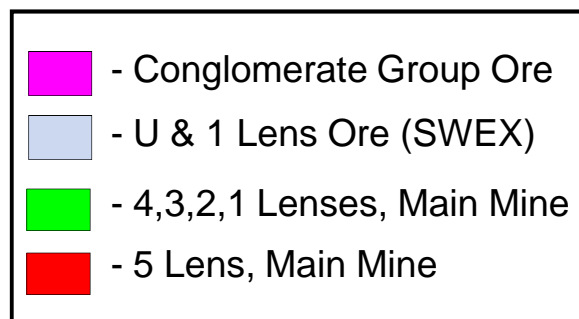 - Conglomerate Group Ore
- U & 1 Lens Ore (SWEX)
- 4,3,2,1 Lenses, Main Mine
- 5 Lens, Main Mine